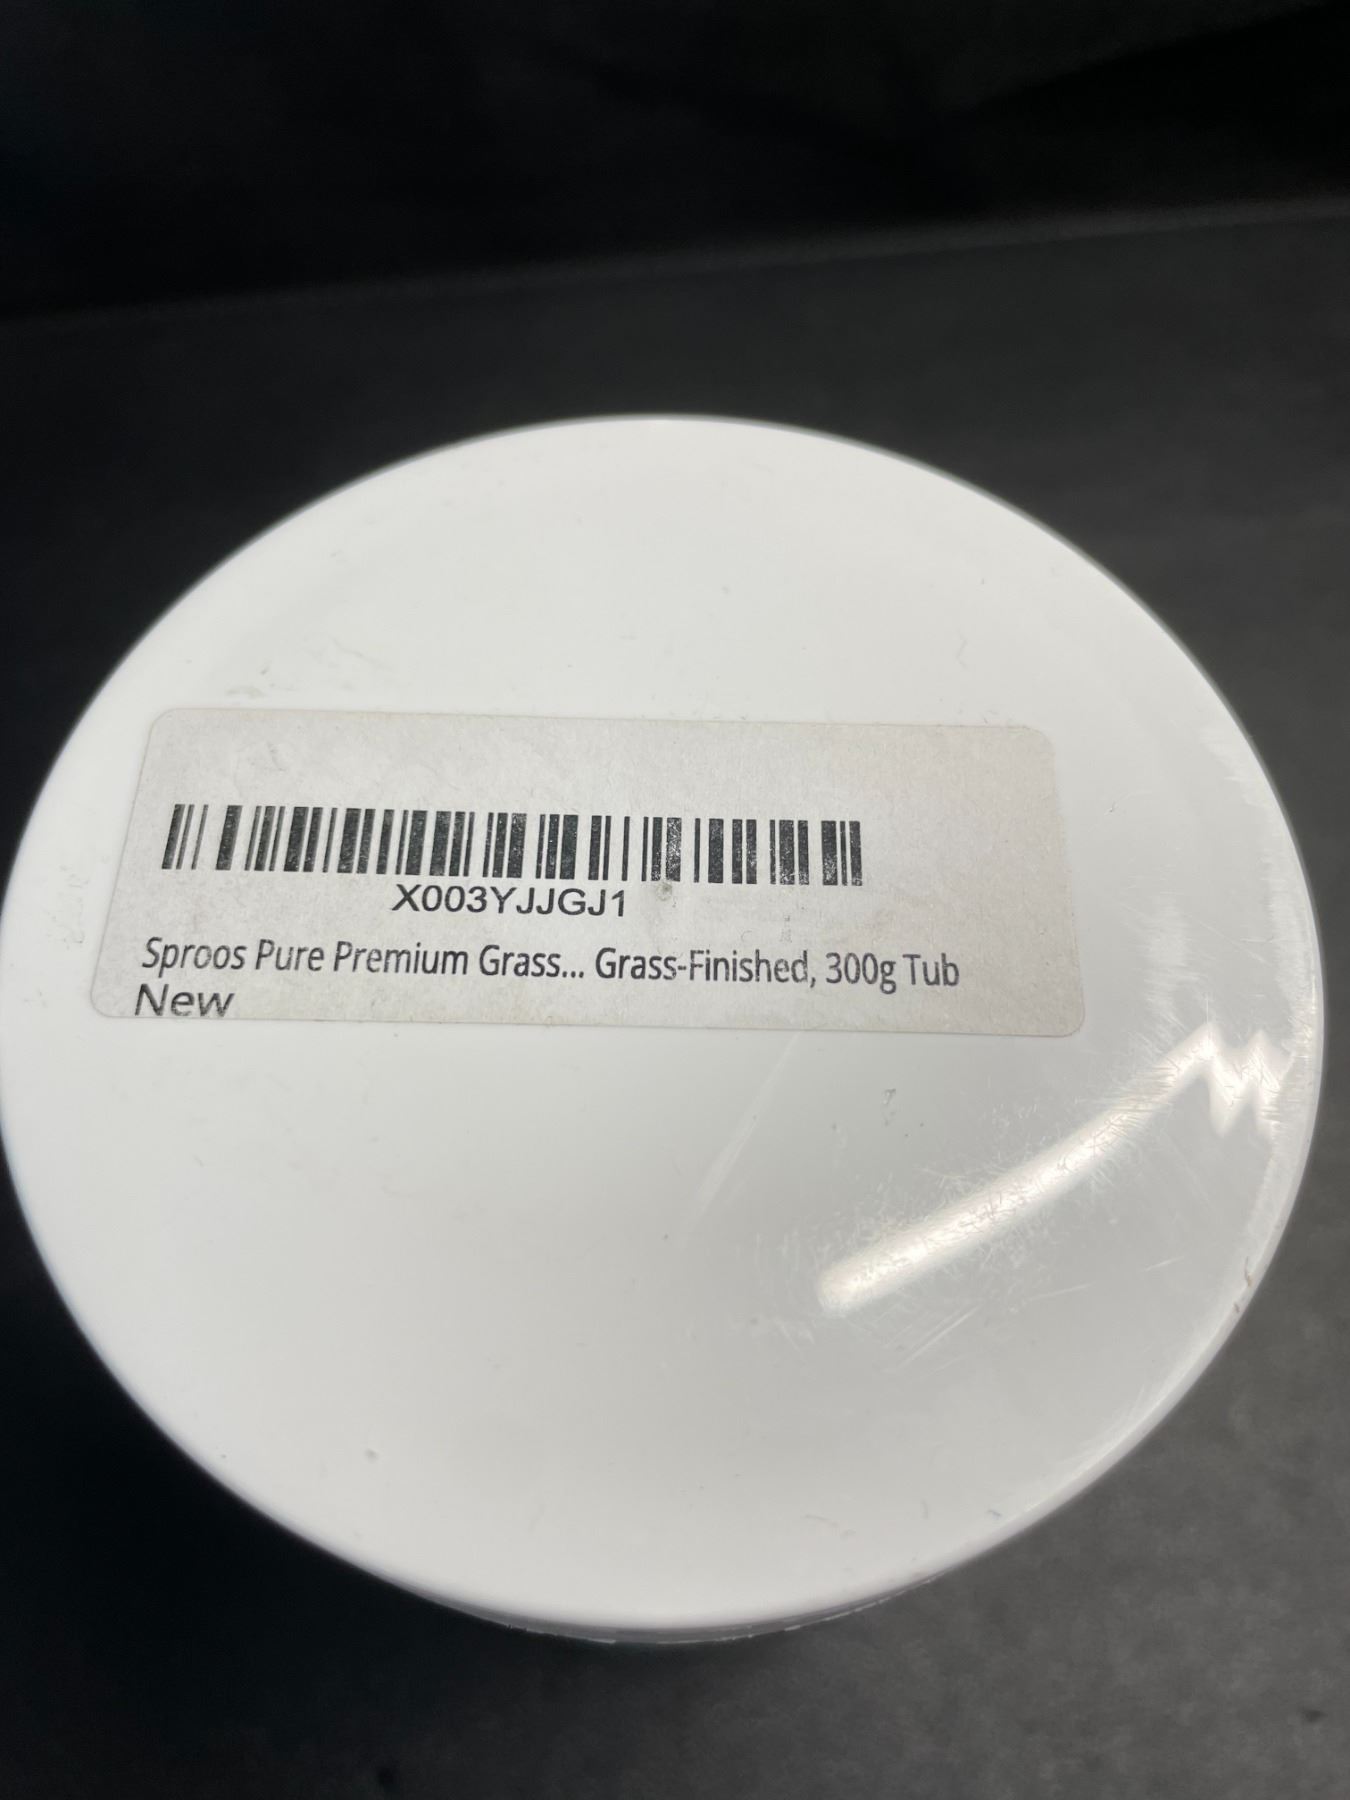 X003YJJGJ1
Sproos Pure Premium Grass... Grass-Finished, 300g Tub
New